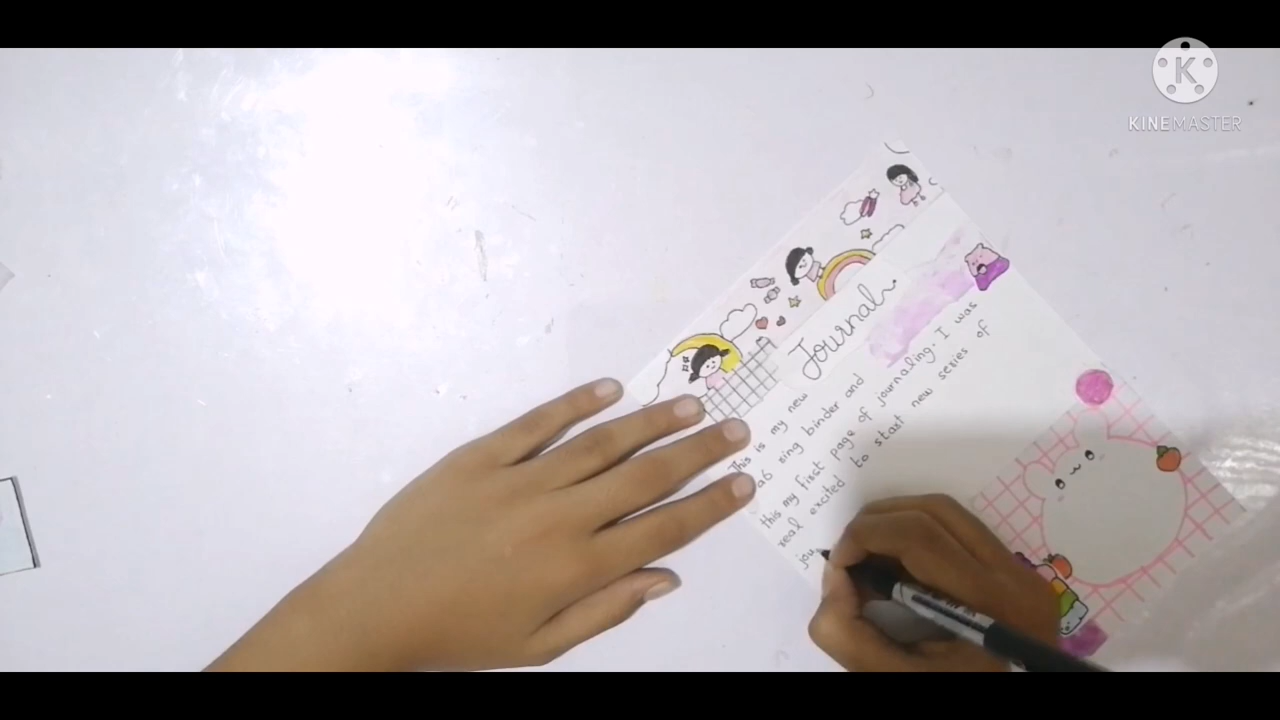 KINEMASTER
Journal
This is my new
a6 ring binder and
this my first page of journaling. I was
real excited to start new series of
jou